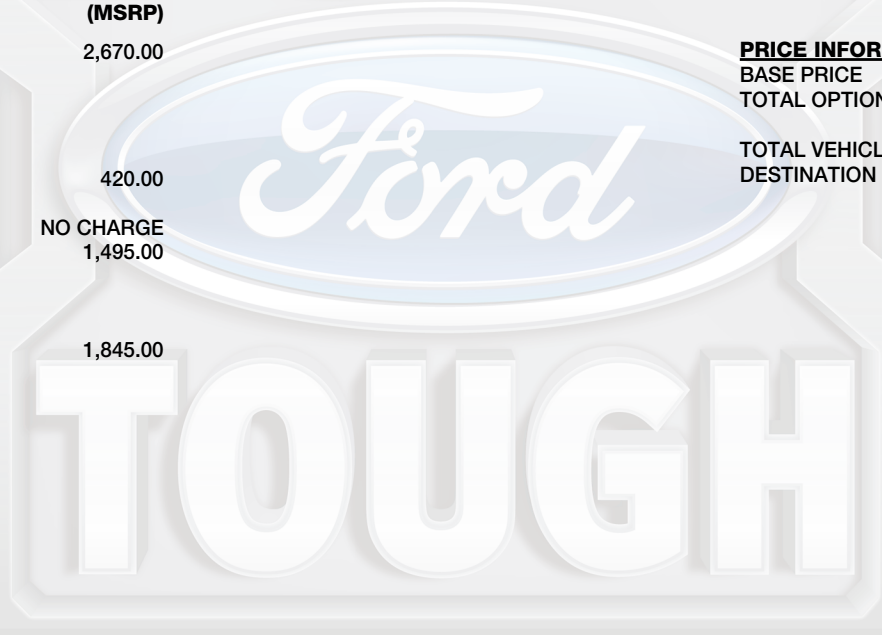 (MSRP)
2,670.00
420.00
NO CHARGE
1,495.00
1,845.00
PRICE INFOR
BASE PRICE
TOTAL OPTION
TOTAL VEHICL
DESTINATION
Ford
TOUGH